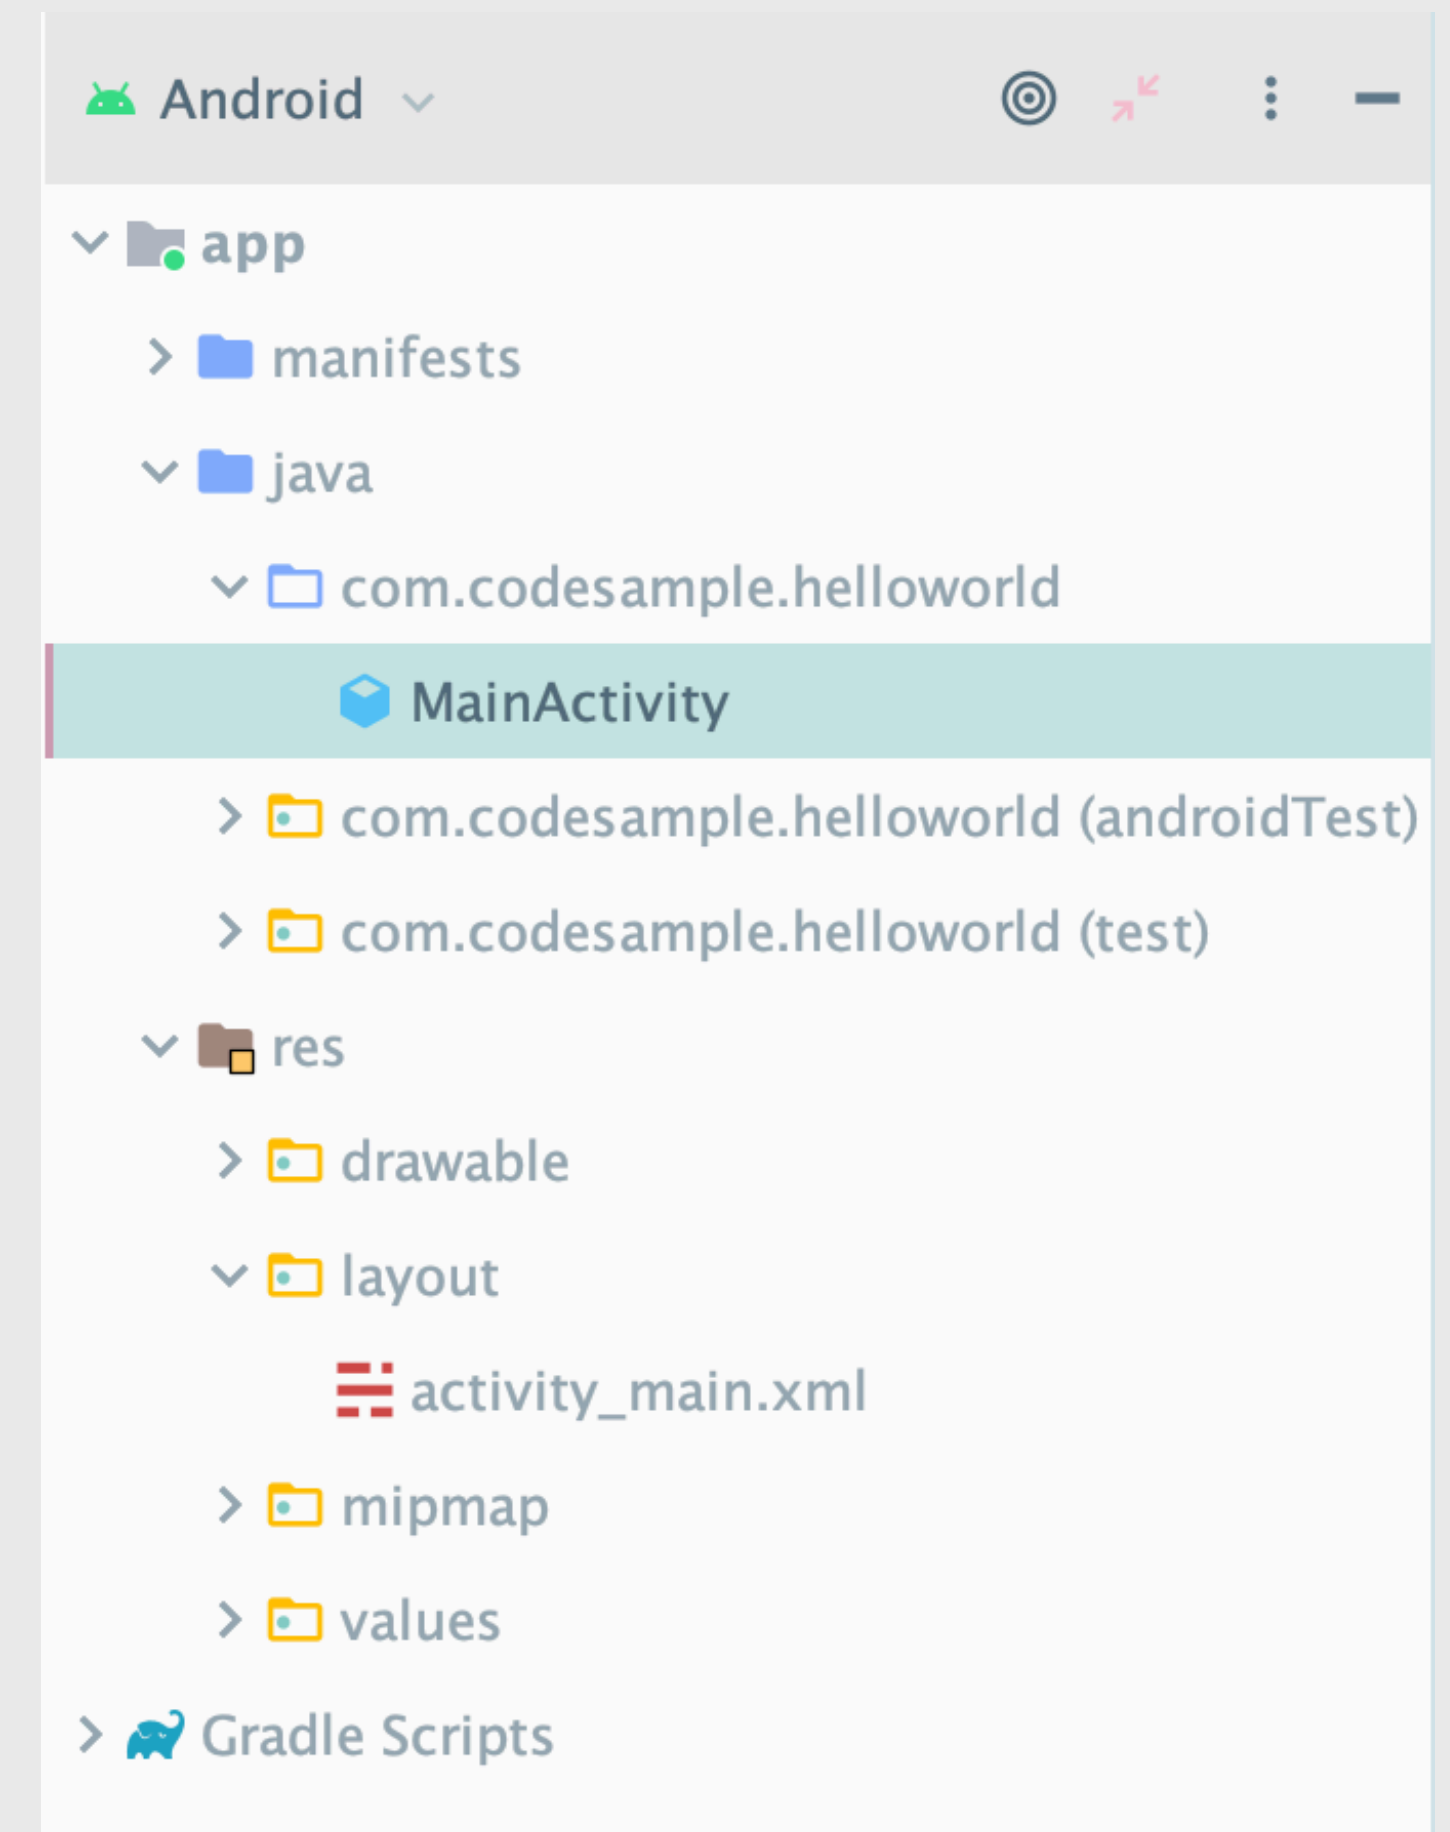 Android
app
manifests
java
com.codesample.helloworld
MainActivity
com.codesample.helloworld (androidTest)
com.codesample.helloworld (test)
res
drawable
layout
activity_main.xml
mipmap
values
Gradle Scripts